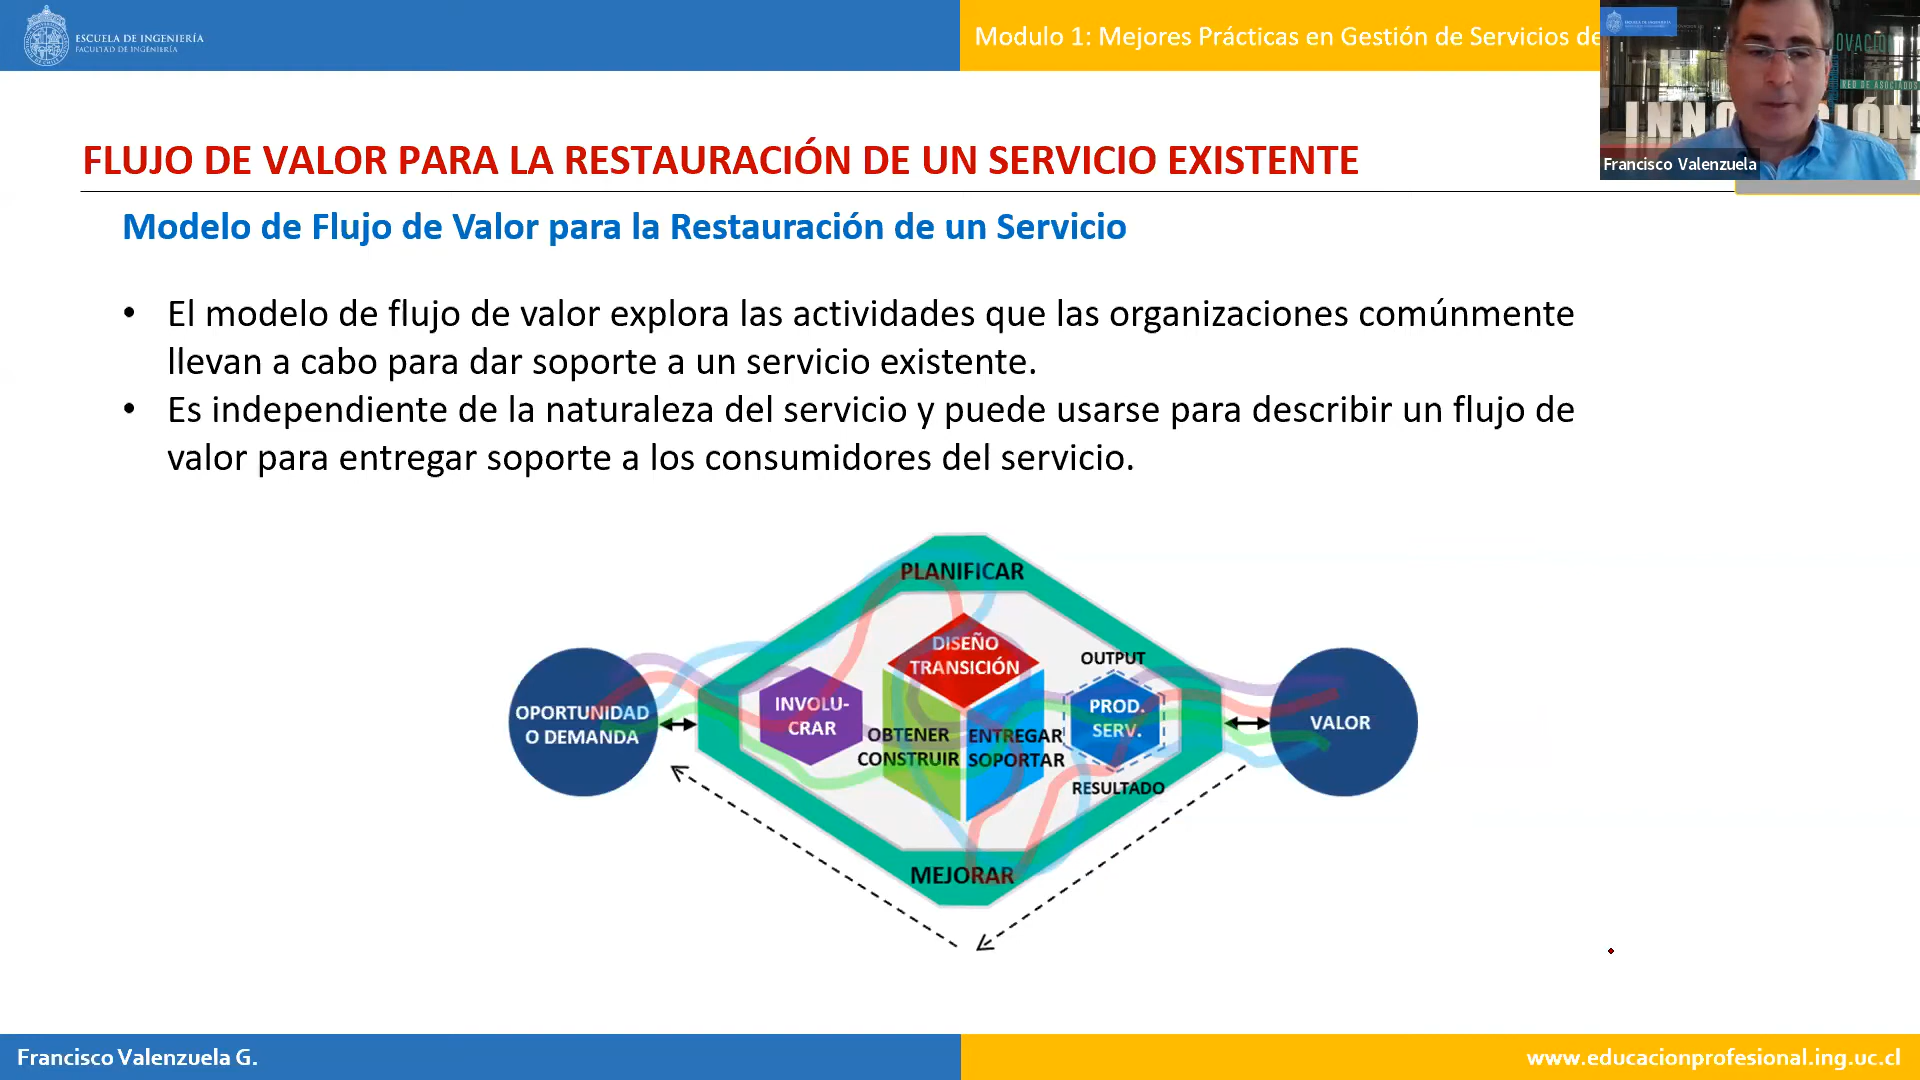 ESCUELA DE INGENIERÍA
FACULTAD DE INGENIERÍA
Modulo 1: Mejores Prácticas en Gestión de Servicios de
INNOVACIÓN
RED DE ASOCIADOS
Francisco Valenzuela
FLUJO DE VALOR PARA LA RESTAURACIÓN DE UN SERVICIO EXISTENTE
Modelo de Flujo de Valor para la Restauración de un Servicio
• El modelo de flujo de valor explora las actividades que las organizaciones comúnmente
llevan a cabo para dar soporte a un servicio existente.
• Es independiente de la naturaleza del servicio y puede usarse para describir un flujo de
valor para entregar soporte a los consumidores del servicio.
PLANIFICAR
DISEÑO
TRANSICIÓN
OUTPUT
OPORTUNIDAD
O DEMANDA
INVOLU-
CRAR
OBTENER
CONSTRUIR
ENTREGAR
SOPORTAR
PROD.
SERV.
VALOR
RESULTADO
MEJORAR
Francisco Valenzuela G.
www.educacionprofesional.ing.uc.cl